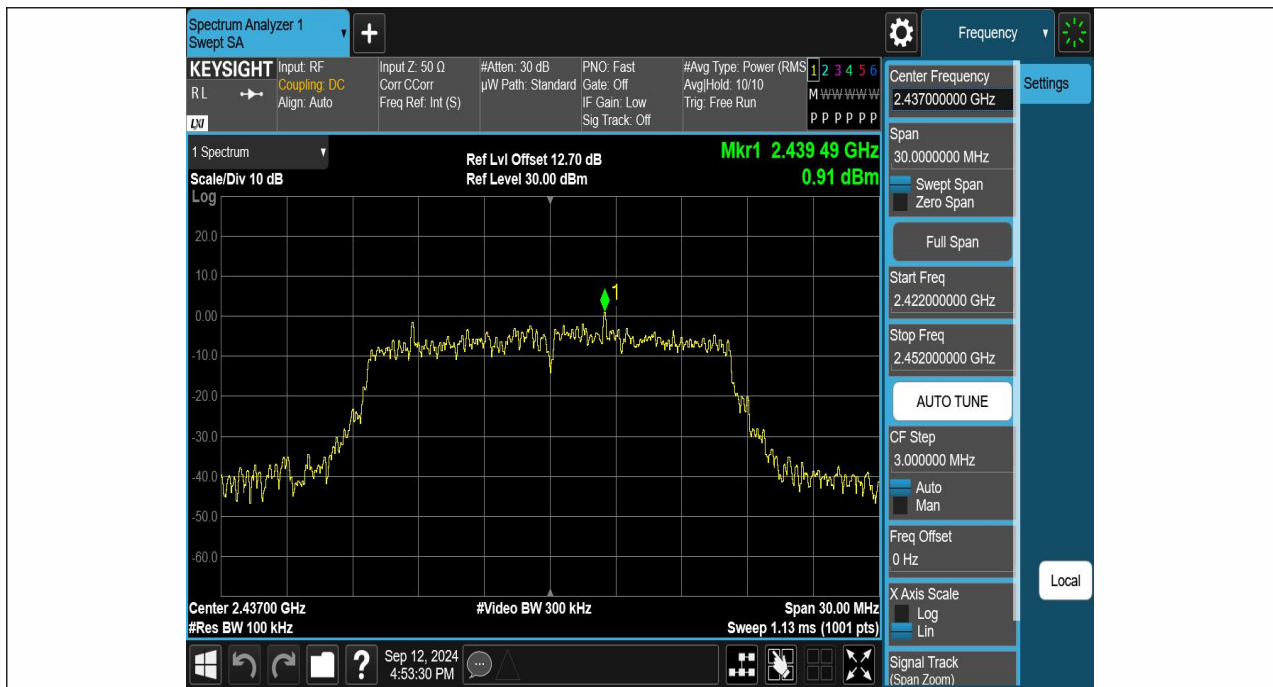 Spectrum Analyzer 1
Swept SA
+
Frequency
KEYSIGHT
RL
LXI
Input: RF
Coupling: DC
Align: Auto
Input Z: 50 Ω
Corr CCorr
Freq Ref: Int (S)
#Atten: 30 dB
µW Path: Standard
PNO: Fast
Gate: Off
IF Gain: Low
Sig Track: Off
#Avg Type: Power (RMS
Avg|Hold: 10/10
Trig: Free Run
1 2 3 4 5 6
M W W W W W
P P P P P P
1 Spectrum
Scale/Div 10 dB
Ref Lvl Offset 12.70 dB
Ref Level 30.00 dBm
Mkr1 2.439 49 GHz
0.91 dBm
Log
20.0
10.0
0.00
-10.0
-20.0
-30.0
-40.0
-50.0
-60.0
1
Center 2.43700 GHz
#Res BW 100 kHz
#Video BW 300 kHz
Span 30.00 MHz
Sweep 1.13 ms (1001 pts)
Center Frequency
2.437000000 GHz
Span
30.0000000 MHz
Swept Span
Zero Span
Full Span
Start Freq
2.422000000 GHz
Stop Freq
2.452000000 GHz
AUTO TUNE
CF Step
3.000000 MHz
Auto
Man
Freq Offset
0 Hz
X Axis Scale
Log
Lin
Signal Track
(Span Zoom)
Settings
Local
?
Sep 12, 2024
4:53:30 PM